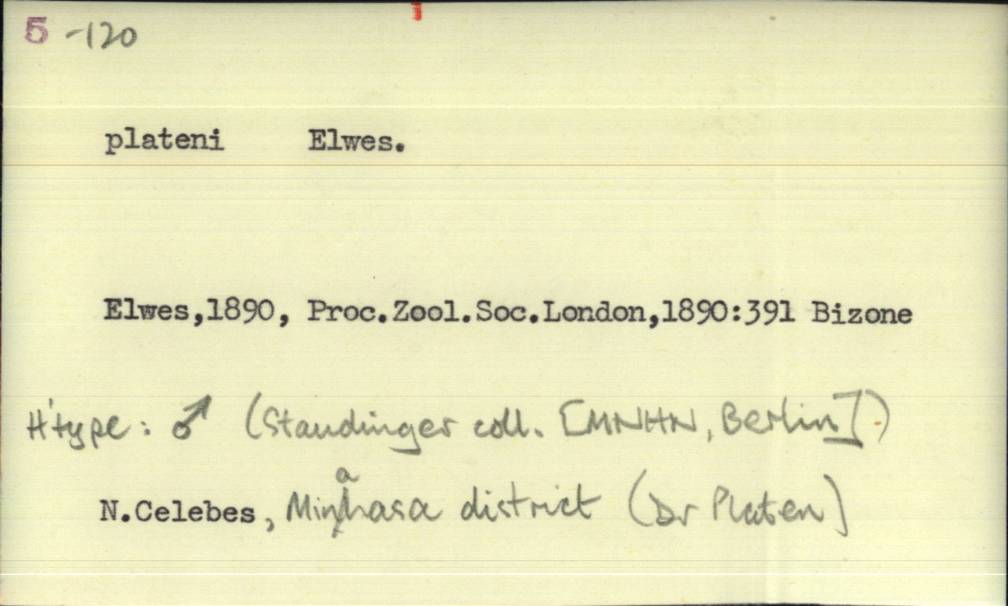 5 -120
plateni Elwes.
Elwes,1890, Proc.Zool.Soc.London,1890:391 Bizone
H'type: ♂ (Staudinger coll. [MNHN, Berlin].)
N.Celebes, Minahasa district (Dr Platen)